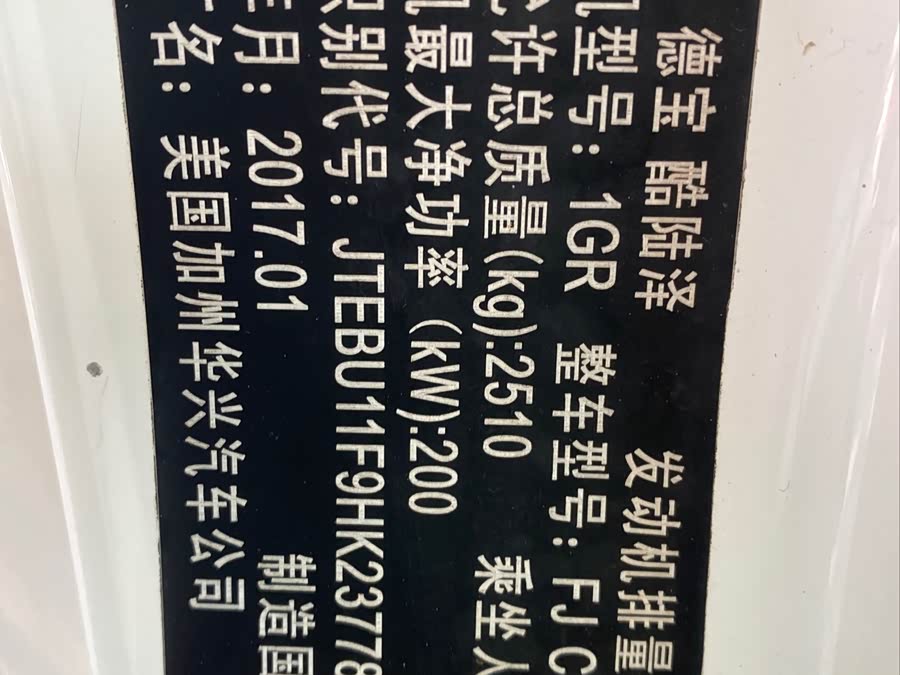 德宝 酷陆泽 发动机排量
机型号: 1GR 整车型号: FJ C
许总质量(kg):2510 乘坐人
机最大净功率 (kW):200
识别代号: JTEBU11F9HK23778
年月: 2017.01 制造国
名: 美国加州华兴汽车公司